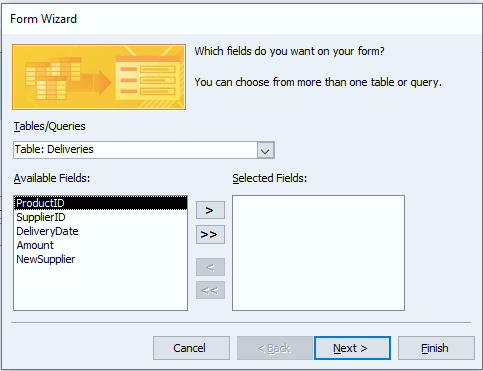 Form Wizard
Which fields do you want on your form?
You can choose from more than one table or query.
Tables/Queries
Table: Deliveries
Available Fields:
Selected Fields:
ProductID
SupplierID
DeliveryDate
Amount
NewSupplier
>
>>
<
<<
Cancel
< Back
Next >
Finish